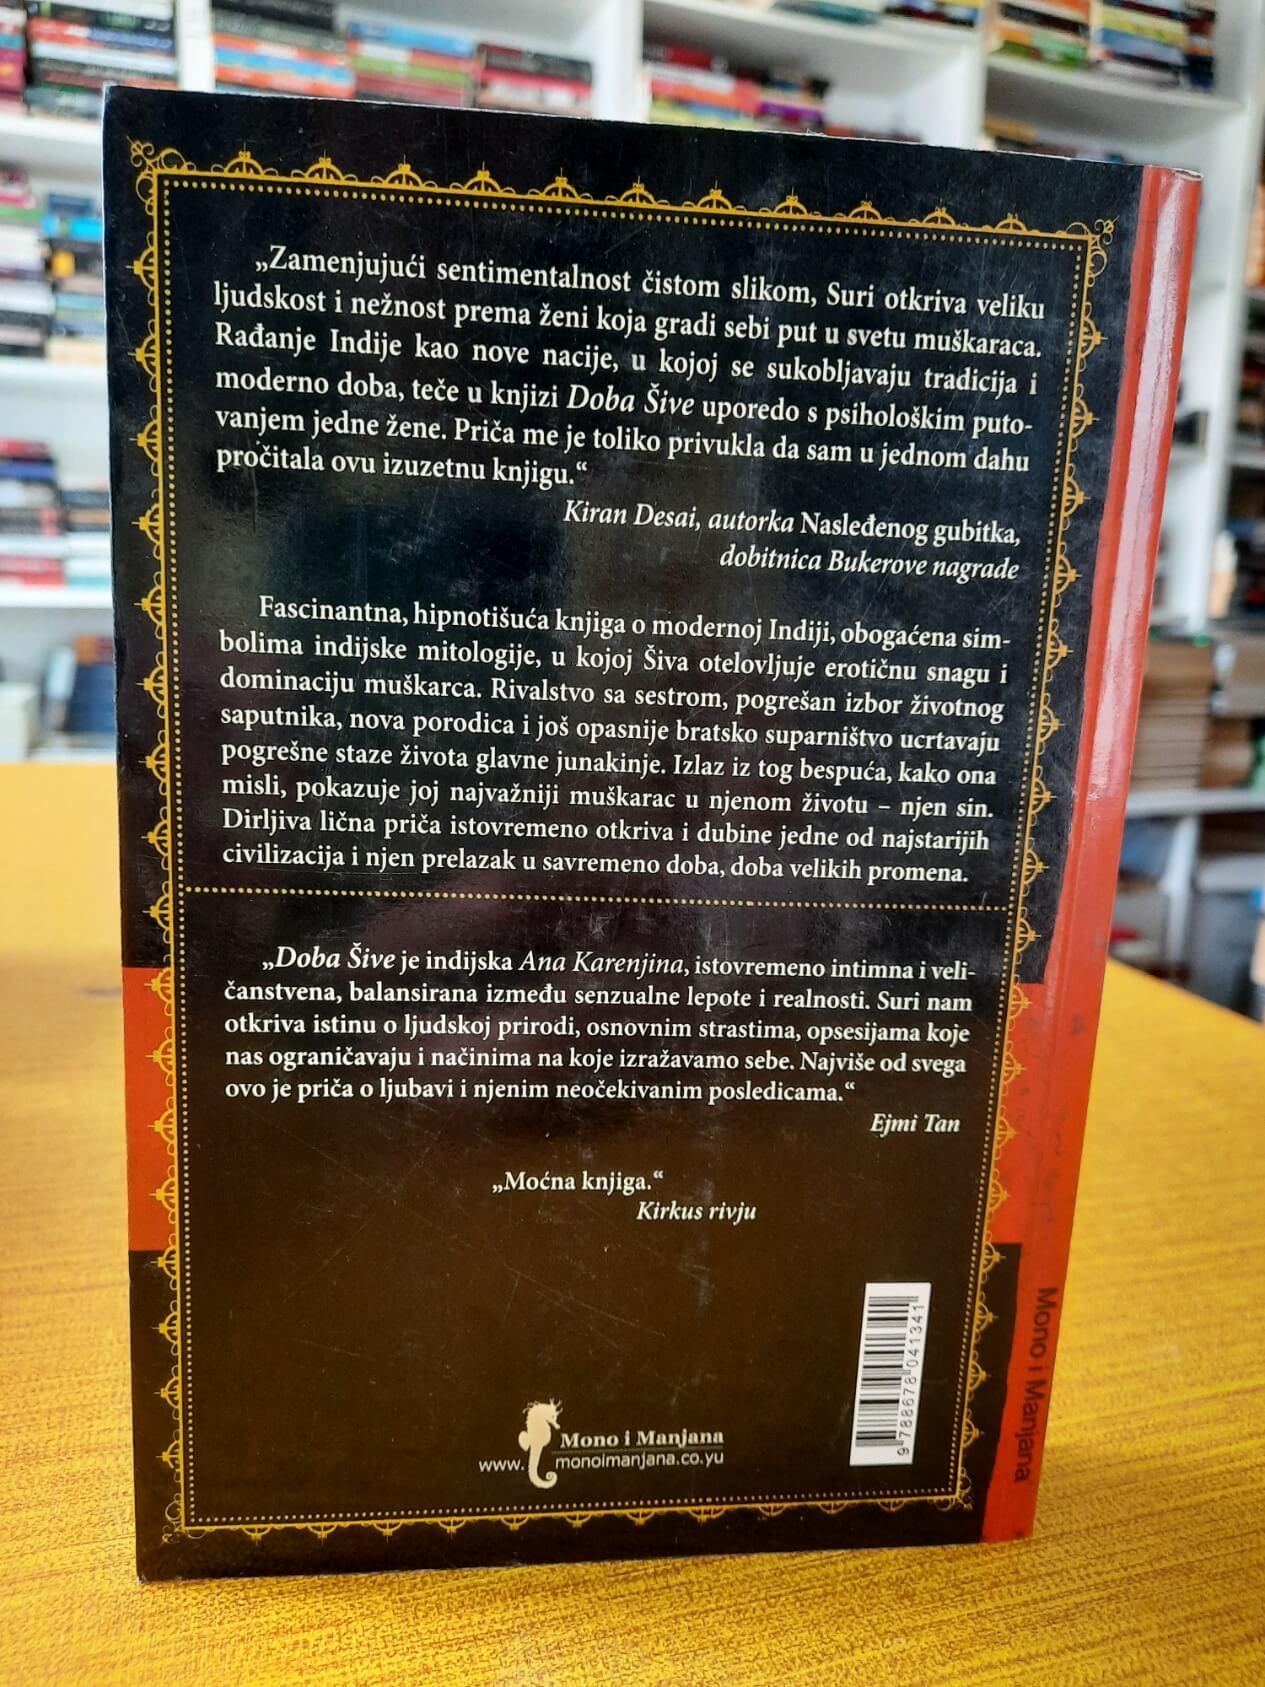 „Zamenjujući sentimentalnost čistom slikom, Suri otkriva veliku
ljudskost i nežnost prema ženi koja gradi sebi put u svetu muškaraca.
Rađanje Indije kao nove nacije, u kojoj se sukobljavaju tradicija i
moderno doba, teče u knjizi Doba Šive uporedo s psihološkim puto-
vanjem jedne žene. Priča me je toliko privukla da sam u jednom dahu
pročitala ovu izuzetnu knjigu.“
Kiran Desai, autorka Nasleđenog gubitka,
dobitnica Bukerove nagrade
Fascinantna, hipnotišuća knjiga o modernoj Indiji, obogaćena sim-
bolima indijske mitologije, u kojoj Šiva otelovljuje erotičnu snagu i
dominaciju muškarca. Rivalstvo sa sestrom, pogrešan izbor životnog
saputnika, nova porodica i još opasnije bratsko suparništvo ucrtavaju
pogrešne staze života glavne junakinje. Izlaz iz tog bespuća, kako ona
misli, pokazuje joj najvažniji muškarac u njenom životu – njen sin.
Dirljiva lična priča istovremeno otkriva i dubine jedne od najstarijih
civilizacija i njen prelazak u savremeno doba, doba velikih promena.
„Doba Šive je indijska Ana Karenjina, istovremeno intimna i veli-
čanstvena, balansirana između senzualne lepote i realnosti. Suri nam
otkriva istinu o ljudskoj prirodi, osnovnim strastima, opsesijama koje
nas ograničavaju i načinima na koje izražavamo sebe. Najviše od svega
ovo je priča o ljubavi i njenim neočekivanim posledicama.“
Ejmi Tan
„Moćna knjiga.“
Kirkus rivju
9788678041341
Mono i Manjana
www.monoimanjana.co.yu
Mono i Manjana